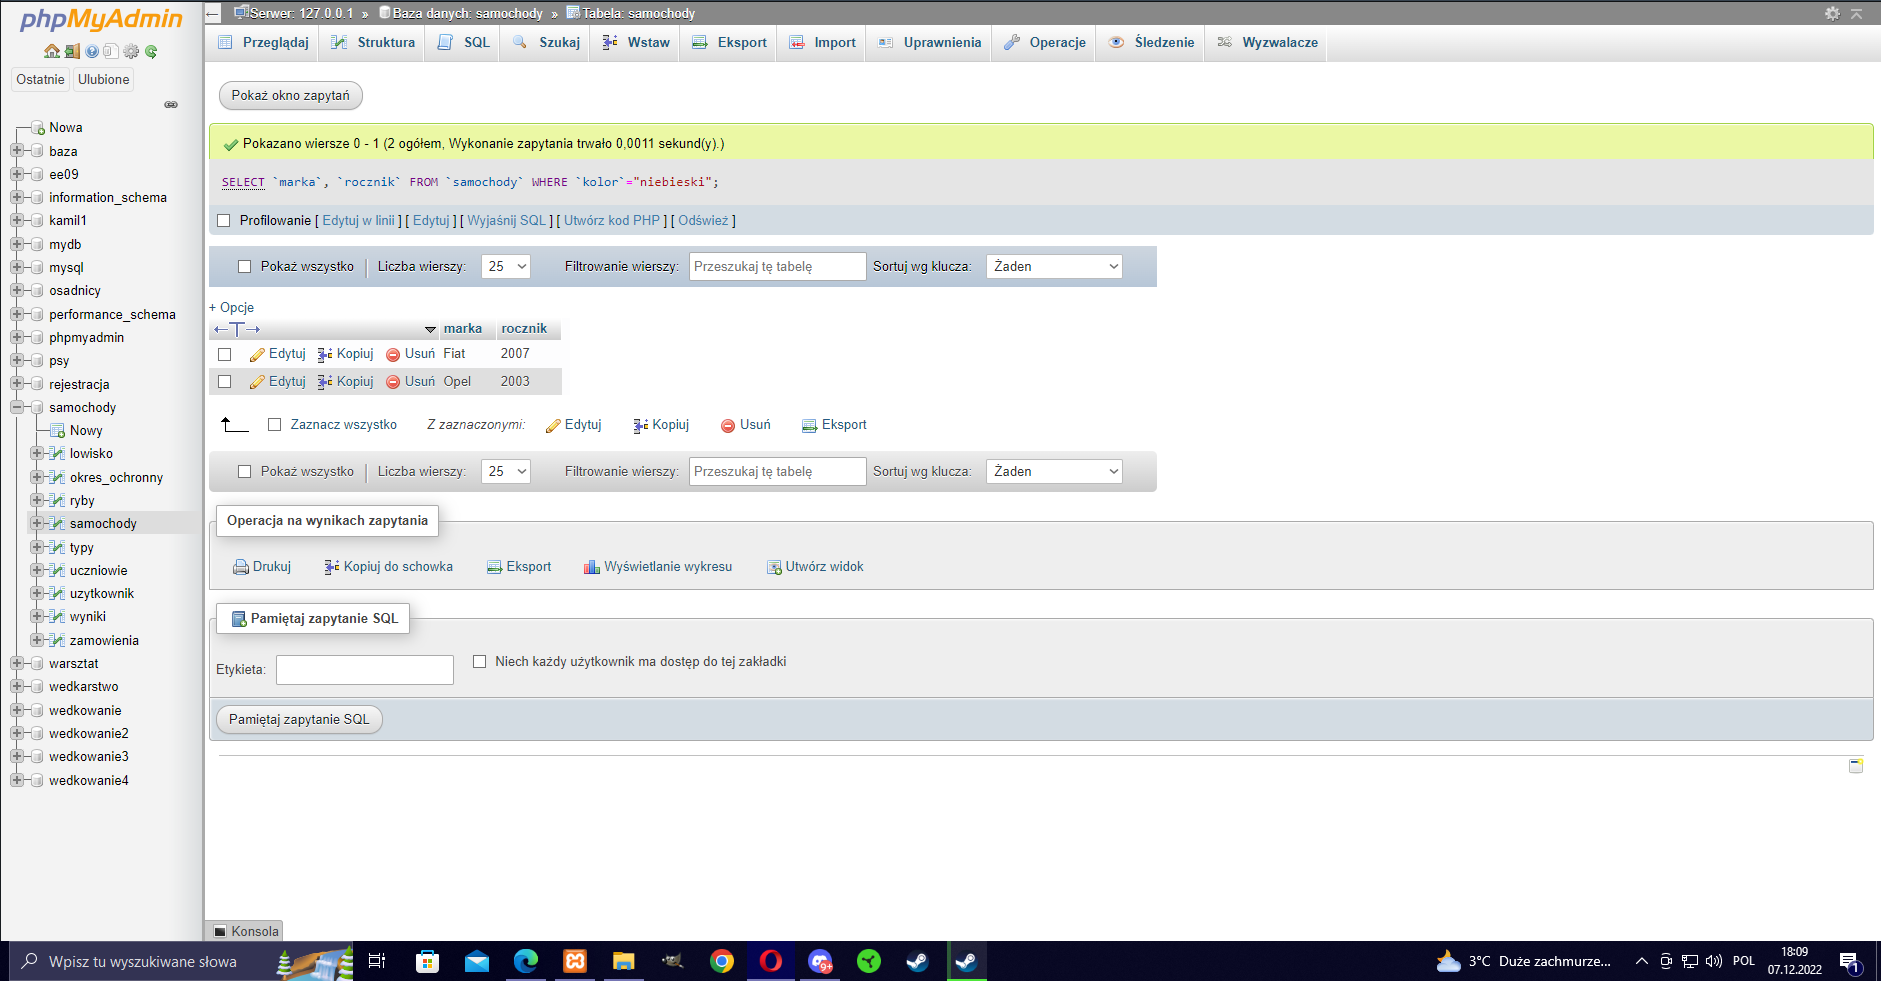 phpMyAdmin
Ostatnie
Ulubione
Nowa
baza
ee09
information_schema
kamil1
mydb
mysql
osadnicy
performance_schema
phpmyadmin
psy
rejestracja
samochody
Nowy
lowisko
okres_ochronny
ryby
samochody
typy
uczniowie
uzytkownik
wyniki
zamowienia
warsztat
wedkarstwo
wedkowanie
wedkowanie2
wedkowanie3
wedkowanie4
Serwer: 127.0.0.1 » Baza danych: samochody » Tabela: samochody
Przeglądaj Struktura SQL Szukaj Wstaw Eksport Import Uprawnienia Operacje Śledzenie Wyzwalacze
Pokaż okno zapytań
Pokazano wiersze 0 - 1 (2 ogółem, Wykonanie zapytania trwało 0,0011 sekund(y).)
SELECT `marka`, `rocznik` FROM `samochody` WHERE `kolor`="niebieski";
Profilowanie [ Edytuj w linii ] [ Edytuj ] [ Wyjaśnij SQL ] [ Utwórz kod PHP ] [ Odśwież ]
Pokaż wszystko | Liczba wierszy: 25 Filtrowanie wierszy: Przeszukaj tę tabelę Sortuj wg klucza: Żaden
+ Opcje
←T→ marka rocznik
Edytuj Kopiuj Usuń Fiat 2007
Edytuj Kopiuj Usuń Opel 2003
Zaznacz wszystko Z zaznaczonymi: Edytuj Kopiuj Usuń Eksport
Pokaż wszystko | Liczba wierszy: 25 Filtrowanie wierszy: Przeszukaj tę tabelę Sortuj wg klucza: Żaden
Operacja na wynikach zapytania
Drukuj Kopiuj do schowka Eksport Wyświetlanie wykresu Utwórz widok
Pamiętaj zapytanie SQL
Etykieta: Niech każdy użytkownik ma dostęp do tej zakładki
Pamiętaj zapytanie SQL
Konsola
Wpisz tu wyszukiwane słowa
9+
3°C Duże zachmurze...
POL
18:09
07.12.2022
1